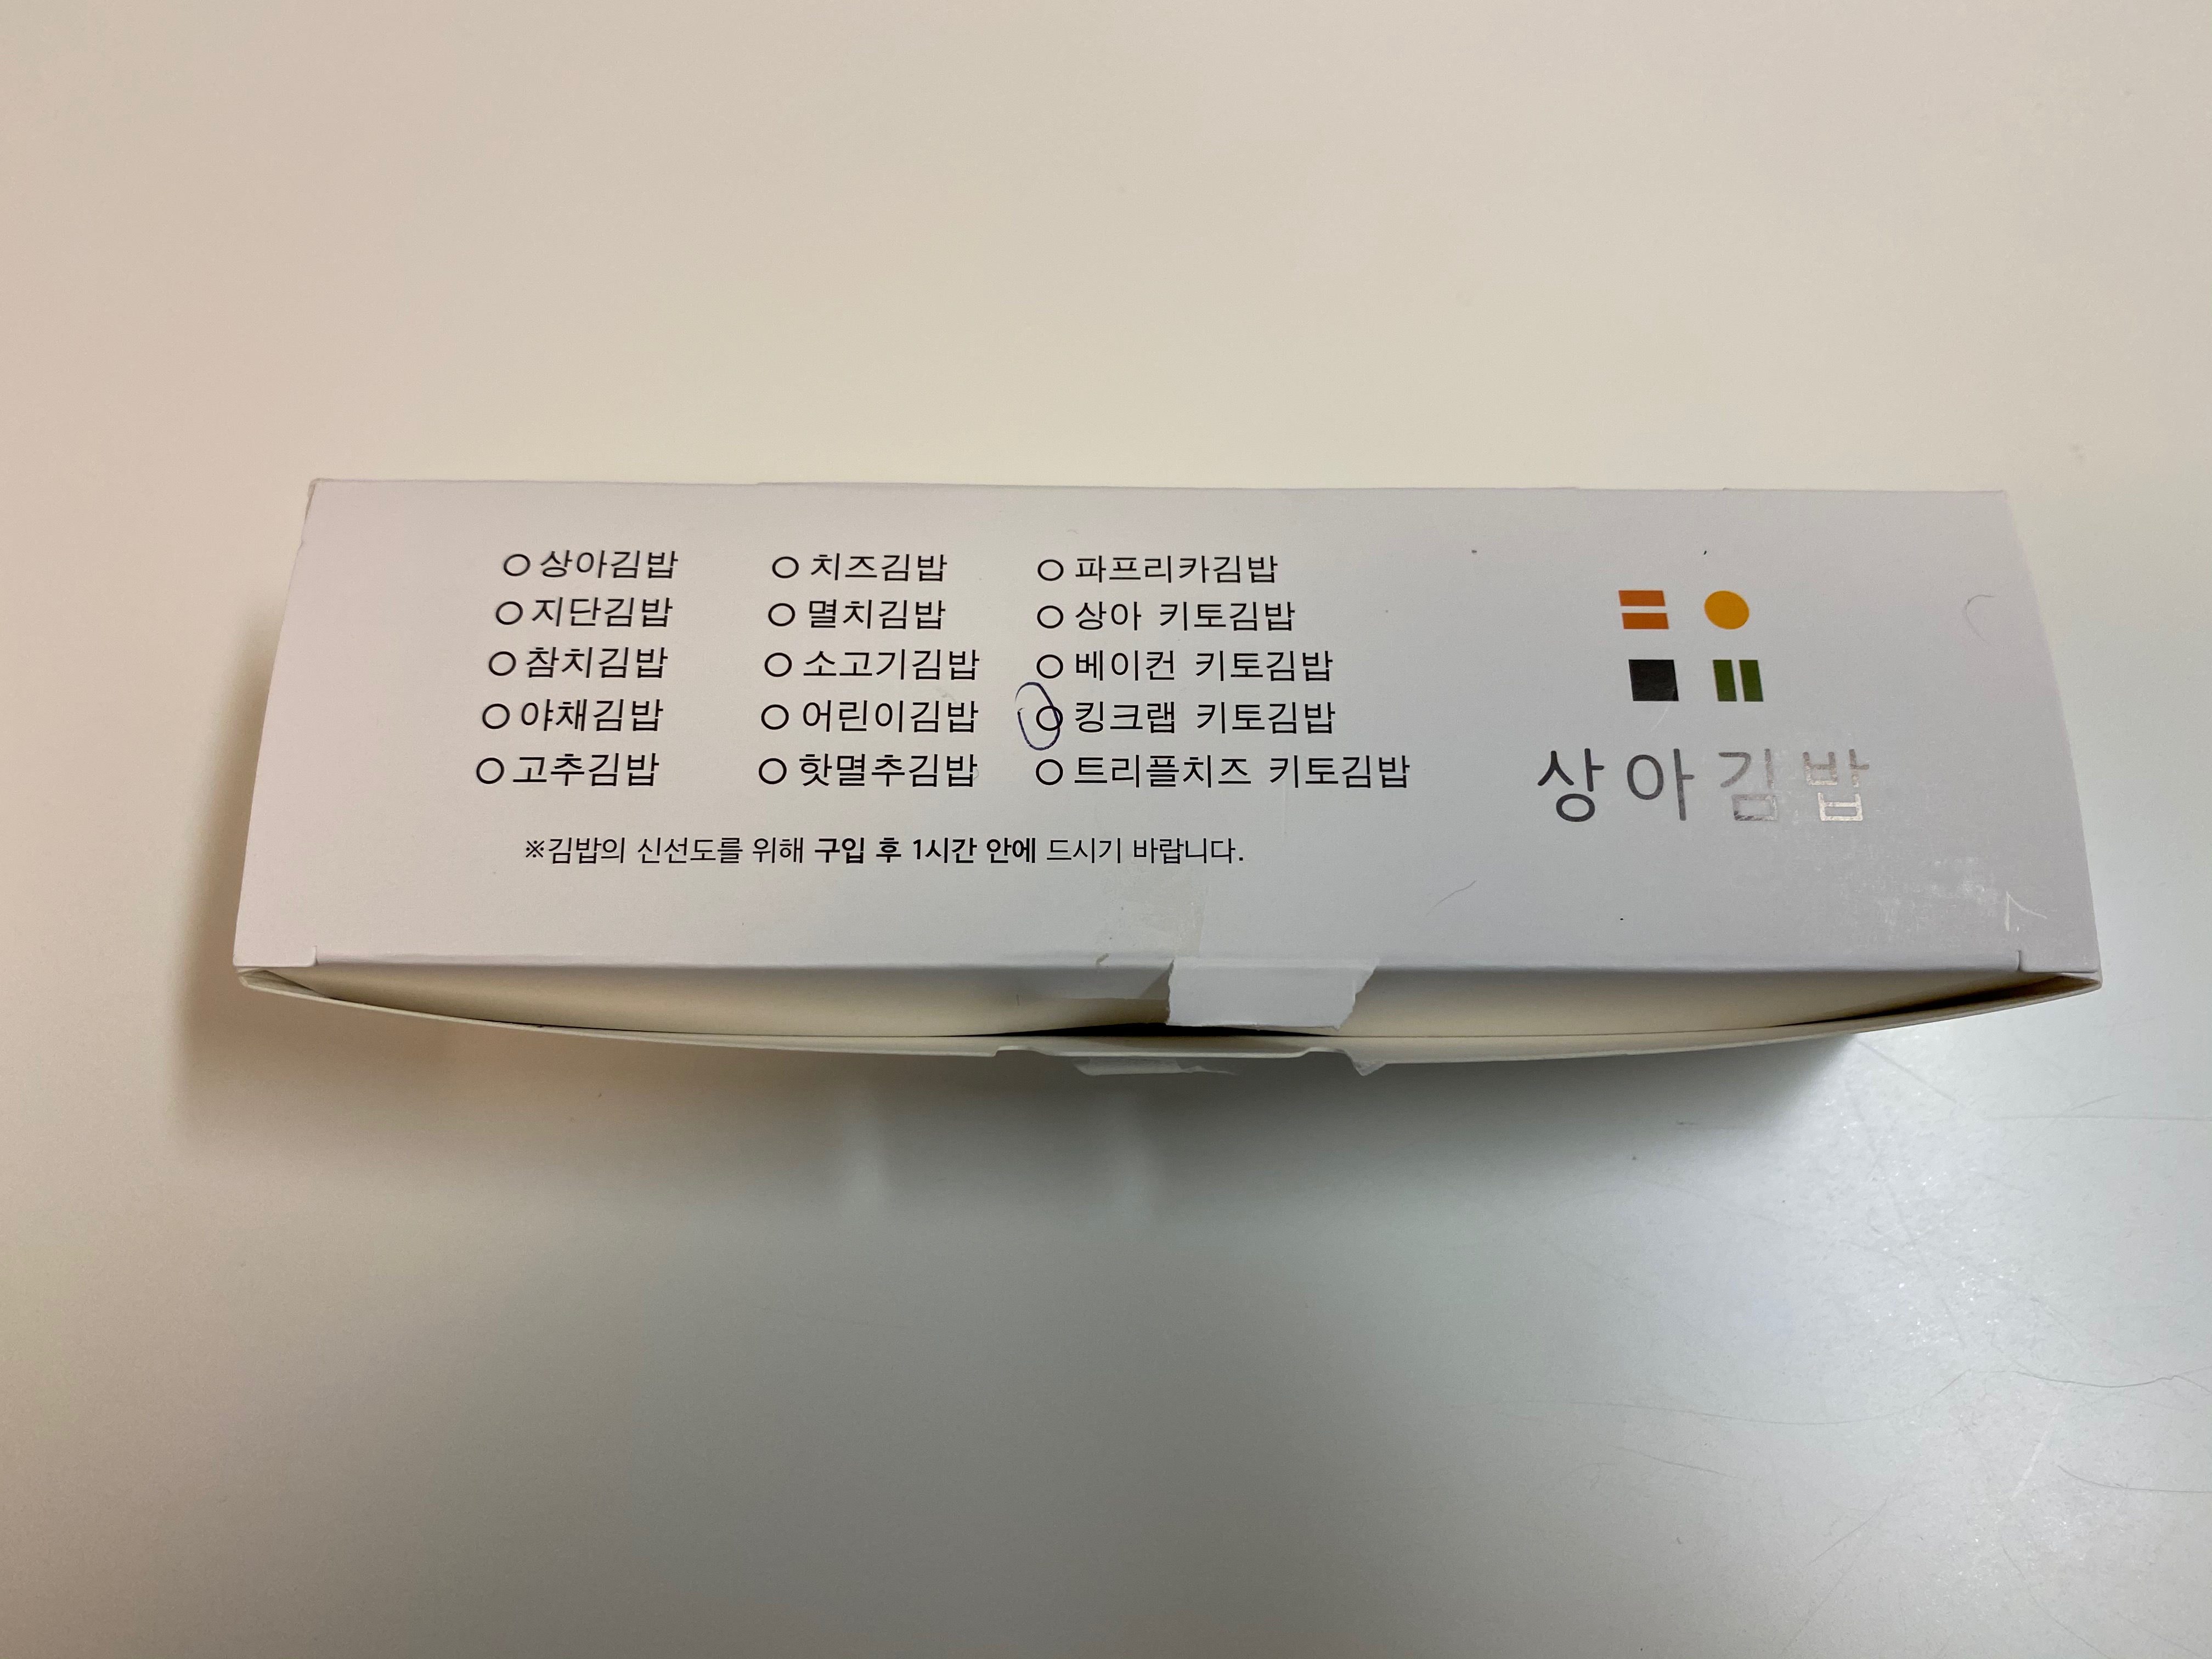 ○ 상아김밥
○ 지단김밥
○ 참치김밥
○ 야채김밥
○ 고추김밥
○ 치즈김밥
○ 멸치김밥
○ 소고기김밥
○ 어린이김밥
○ 핫멸추김밥
○ 파프리카김밥
○ 상아 키토김밥
○ 베이컨 키토김밥
○ 킹크랩 키토김밥
○ 트리플치즈 키토김밥
※김밥의 신선도를 위해 구입 후 1시간 안에 드시기 바랍니다.
상아김밥